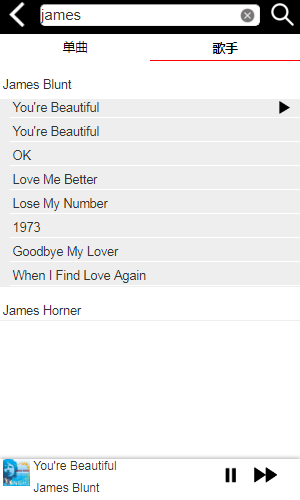 james
单曲
歌手
James Blunt
You're Beautiful
You're Beautiful
OK
Love Me Better
Lose My Number
1973
Goodbye My Lover
When I Find Love Again
James Horner
You're Beautiful
James Blunt